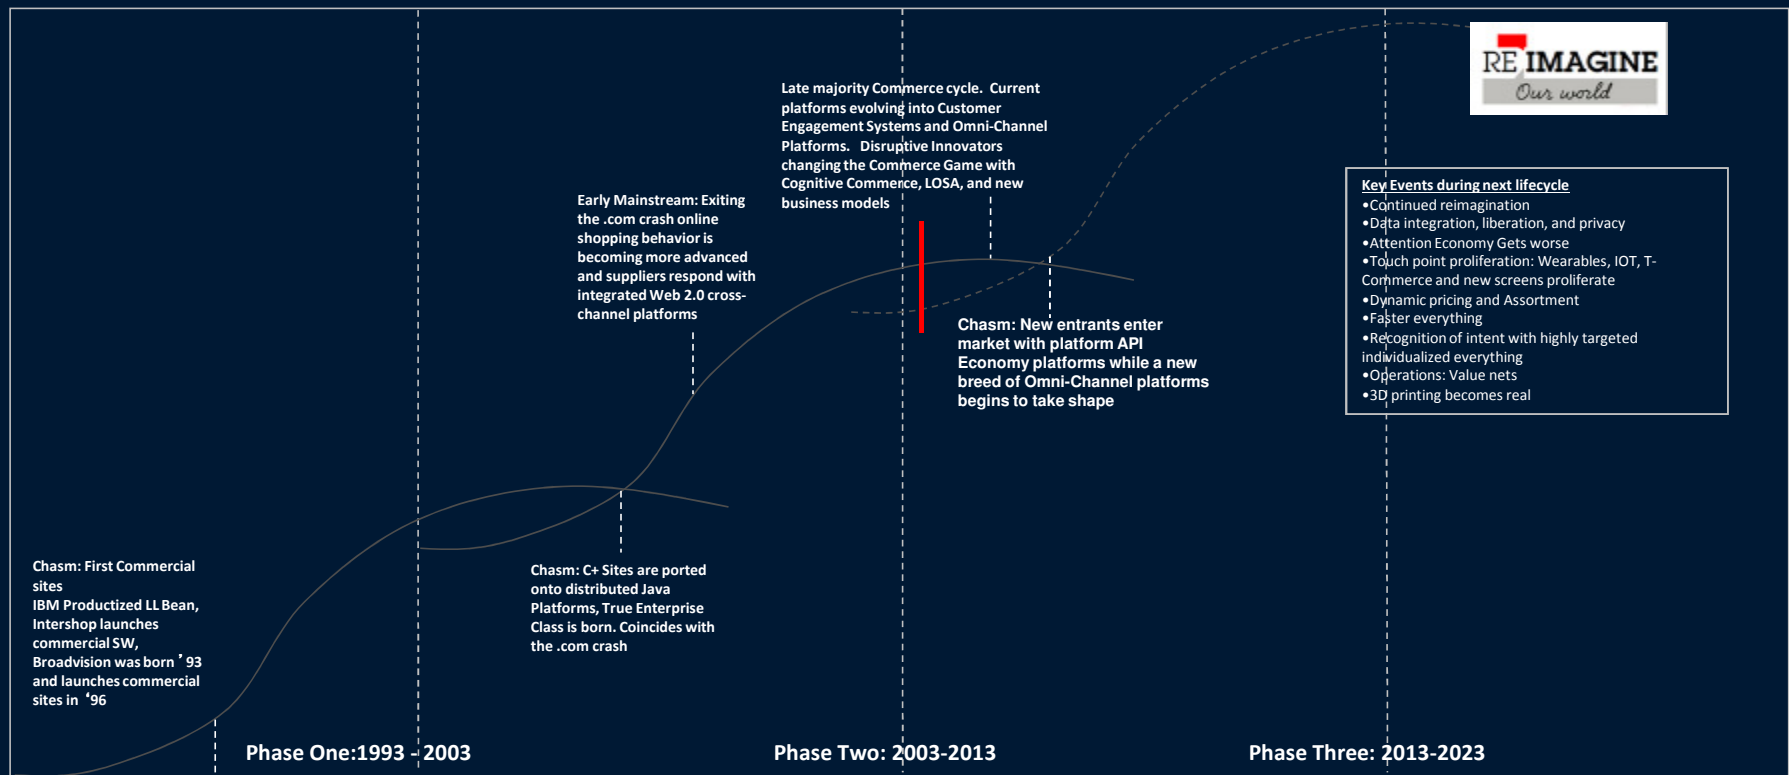 RE IMAGINE
Our world
Late majority Commerce cycle.  Current
platforms evolving into Customer
Engagement Systems and Omni-Channel
Platforms.   Disruptive Innovators
changing the Commerce Game with
Cognitive Commerce, LOSA, and new
business models
Key Events during next lifecycle
•Continued reimagination
•Data integration, liberation, and privacy
•Attention Economy Gets worse
•Touch point proliferation: Wearables, IOT, T-
Commerce and new screens proliferate
•Dynamic pricing and Assortment
•Faster everything
•Recognition of intent with highly targeted
individualized everything
•Operations: Value nets
•3D printing becomes real
Early Mainstream: Exiting
the .com crash online
shopping behavior is
becoming more advanced
and suppliers respond with
integrated Web 2.0 cross-
channel platforms
Chasm: New entrants enter
market with platform API
Economy platforms while a new
breed of Omni-Channel platforms
begins to take shape
Chasm: First Commercial
sites
IBM Productized LL Bean,
Intershop launches
commercial SW,
Broadvision was born ’ 93
and launches commercial
sites in ‘96
Chasm: C+ Sites are ported
onto distributed Java
Platforms, True Enterprise
Class is born. Coincides with
the .com crash
Phase One:1993 - 2003
Phase Two: 2003-2013
Phase Three: 2013-2023